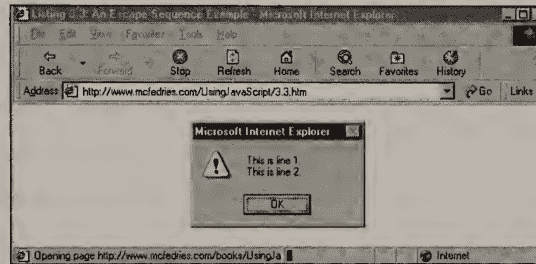 Listing 3.3. An Escape Sequence Example - Microsoft Internet Explorer
File Edit View Favorites Tools Help
Back Forward Stop Refresh Home Search Favorites History
Address http://www.mcfedries.com/UsingJavaScript/3.3.htm Go Links
Microsoft Internet Explorer
This is line 1.
This is line 2.
OK
Opening page http://www.mcfedries.com/books/UsingJa Internet